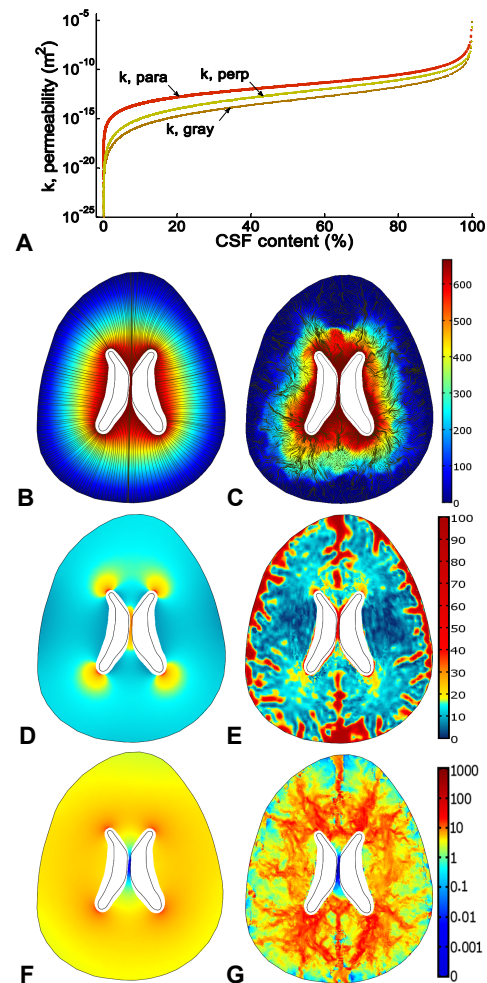 k, permeability (m²)
10⁻⁵
10⁻¹⁰
10⁻¹⁵
10⁻²⁰
10⁻²⁵
k, para
k, perp
k, gray
0 20 40 60 80 100
CSF content (%)
A
600
500
400
300
200
100
0
B
C
100
90
80
70
60
50
40
30
20
10
0
D
E
1000
100
10
1
0.1
0.01
0.001
0
F
G